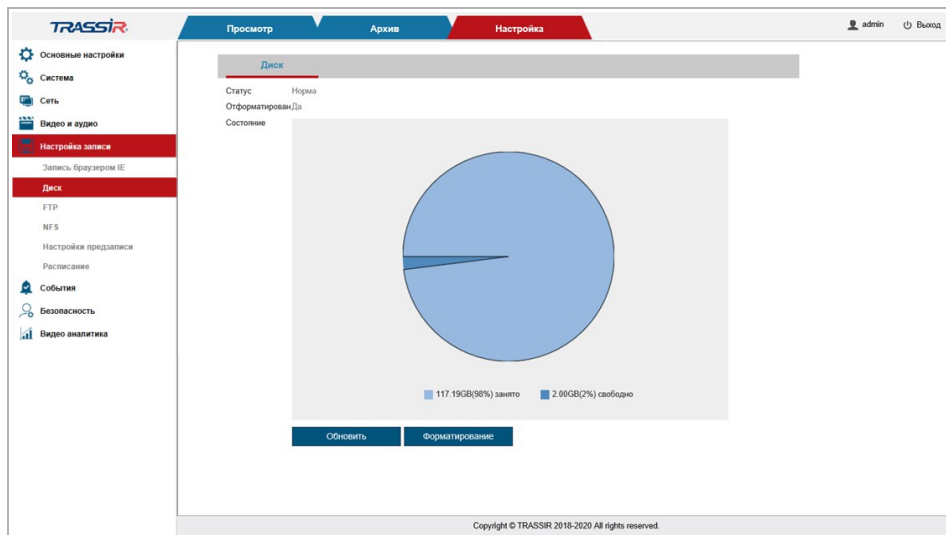 TRASSIR
Просмотр
Архив
Настройка
admin
Выход
Основные настройки
Система
Сеть
Видео и аудио
Настройка записи
Запись браузером IE
Диск
FTP
NFS
Настройки предзаписи
Расписание
События
Безопасность
Видео аналитика
Диск
Статус Норма
Отформатирован Да
Состояние
117.19GB(98%) занято 2.00GB(2%) свободно
Обновить Форматирование
Copyright © TRASSIR 2018-2020 All rights reserved.